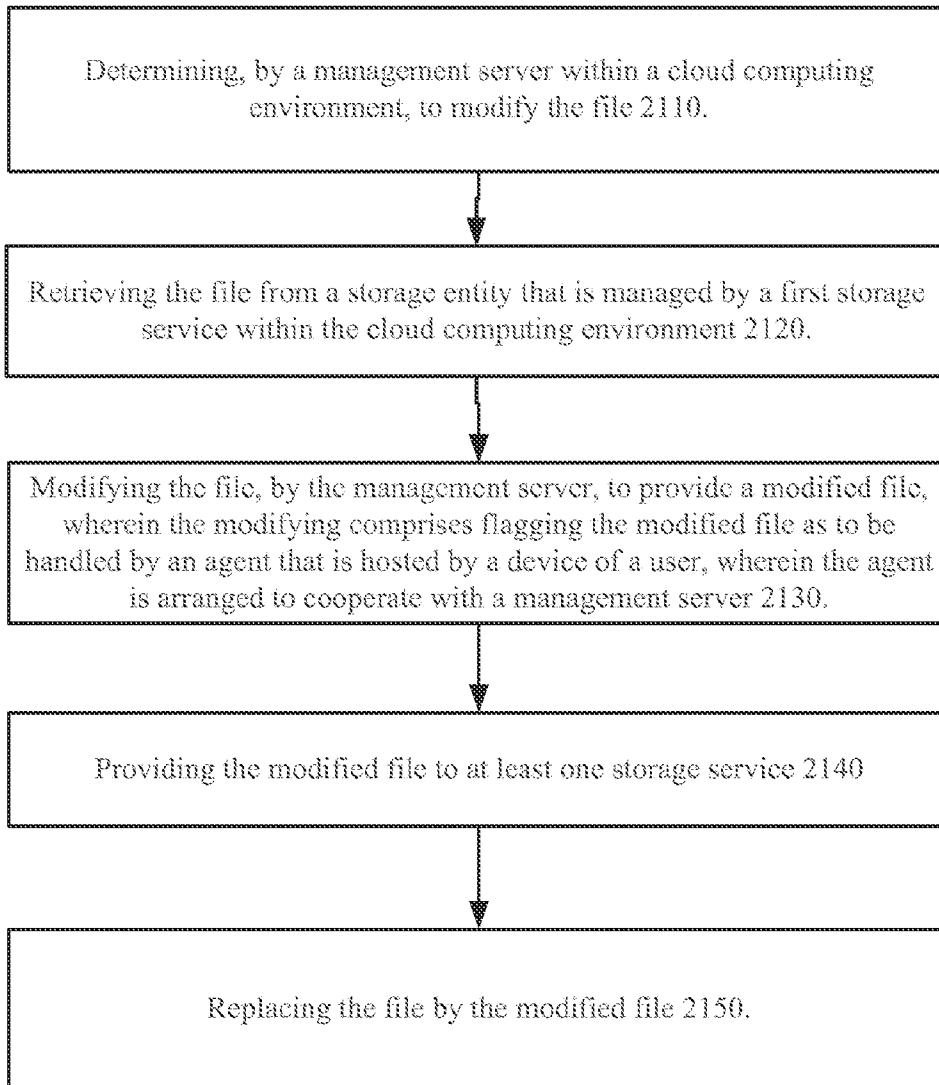 Determining, by a management server within a cloud computing
environment, to modify the file 2110.
Retrieving the file from a storage entity that is managed by a first storage
service within the cloud computing environment 2120.
Modifying the file, by the management server, to provide a modified file,
wherein the modifying comprises flagging the modified file as to be
handled by an agent that is hosted by a device of a user, wherein the agent
is arranged to cooperate with a management server 2130.
Providing the modified file to at least one storage service 2140
Replacing the file by the modified file 2150.